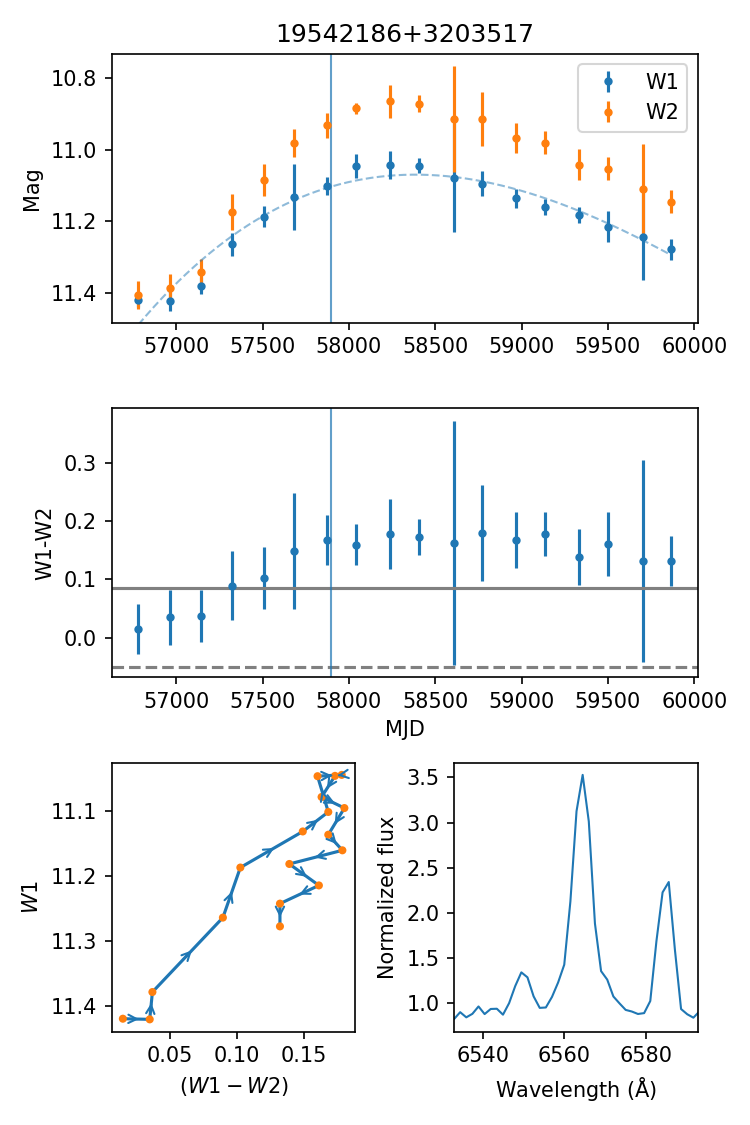 19542186+3203517
W1
W2
Mag
10.8
11.0
11.2
11.4
57000 57500 58000 58500 59000 59500 60000
W1-W2
0.3
0.2
0.1
0.0
57000 57500 58000 58500 59000 59500 60000
MJD
W1
11.1
11.2
11.3
11.4
0.05 0.10 0.15
(W1 − W2)
Normalized flux
3.5
3.0
2.5
2.0
1.5
1.0
6540 6560 6580
Wavelength (Å)